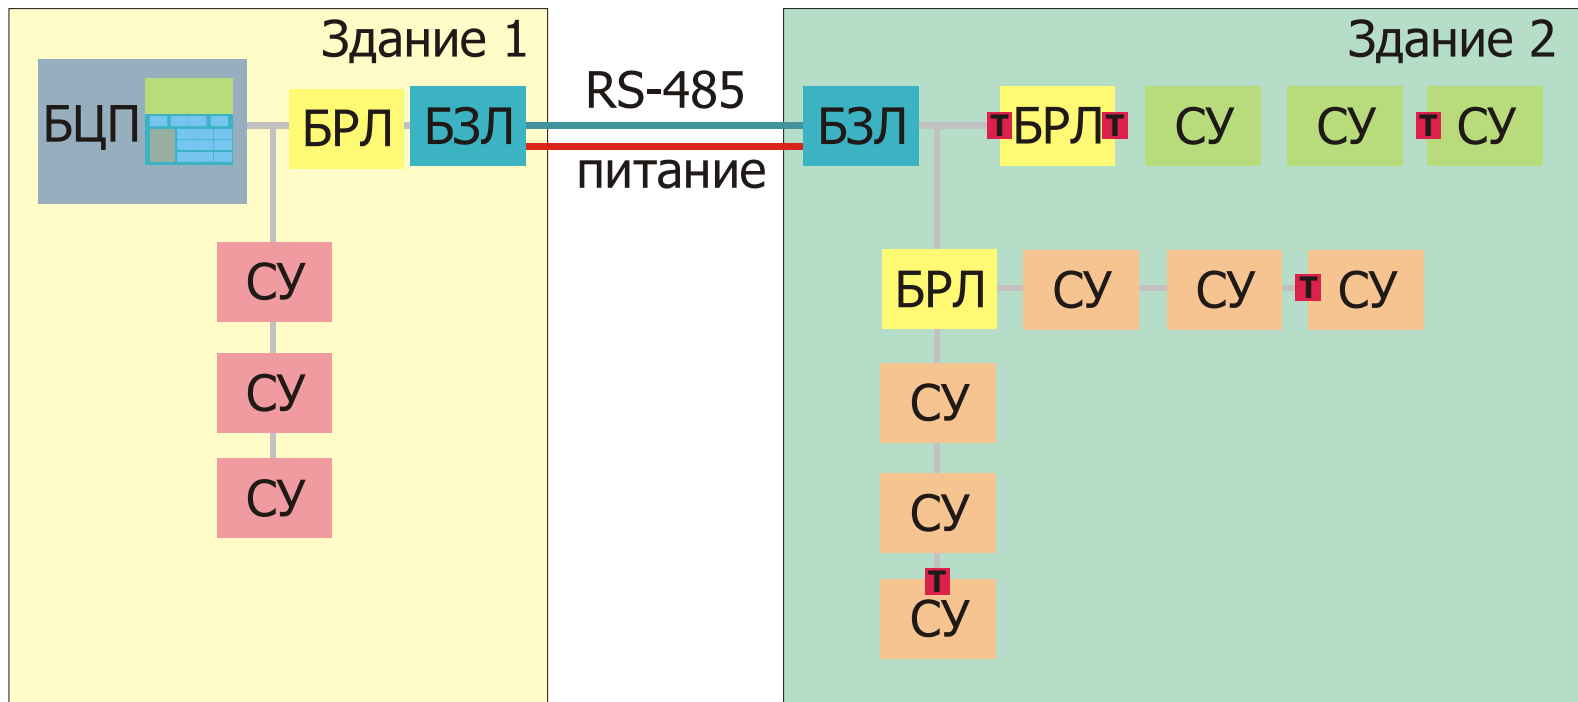 Здание 1
БЦП
БРЛ
БЗЛ
СУ
СУ
СУ
RS-485
питание
Здание 2
БЗЛ
Т
БРЛ
Т
СУ
СУ
Т
СУ
БРЛ
СУ
СУ
Т
СУ
СУ
СУ
Т
СУ